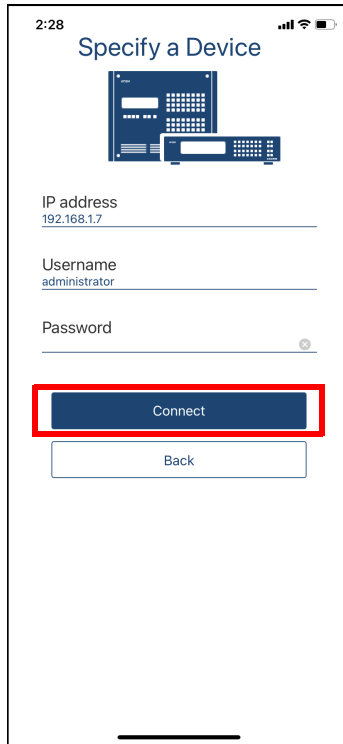 2:28
Specify a Device
IP address
192.168.1.7
Username
administrator
Password
Connect
Back